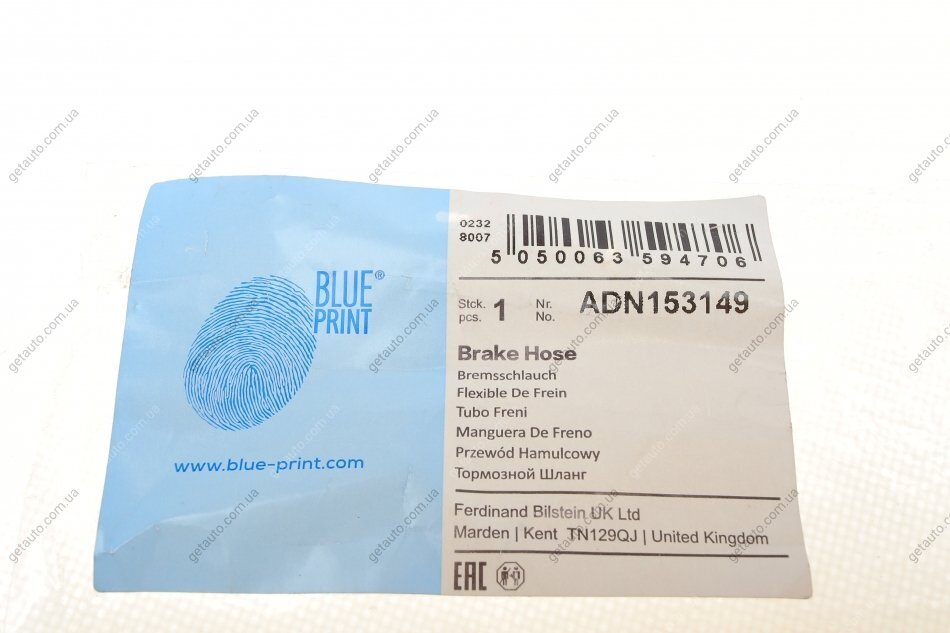 BLUE®
PRINT
www.blue-print.com
0232
8007
5 050063 594706
Stck. 1 Nr. ADN153149
pcs. No.
Brake Hose
Bremsschlauch
Flexible De Frein
Tubo Freni
Manguera De Freno
Przewód Hamulcowy
Тормозной Шланг
Ferdinand Bilstein UK Ltd
Marden | Kent TN129QJ | United Kingdom
EAC
getauto.com.ua